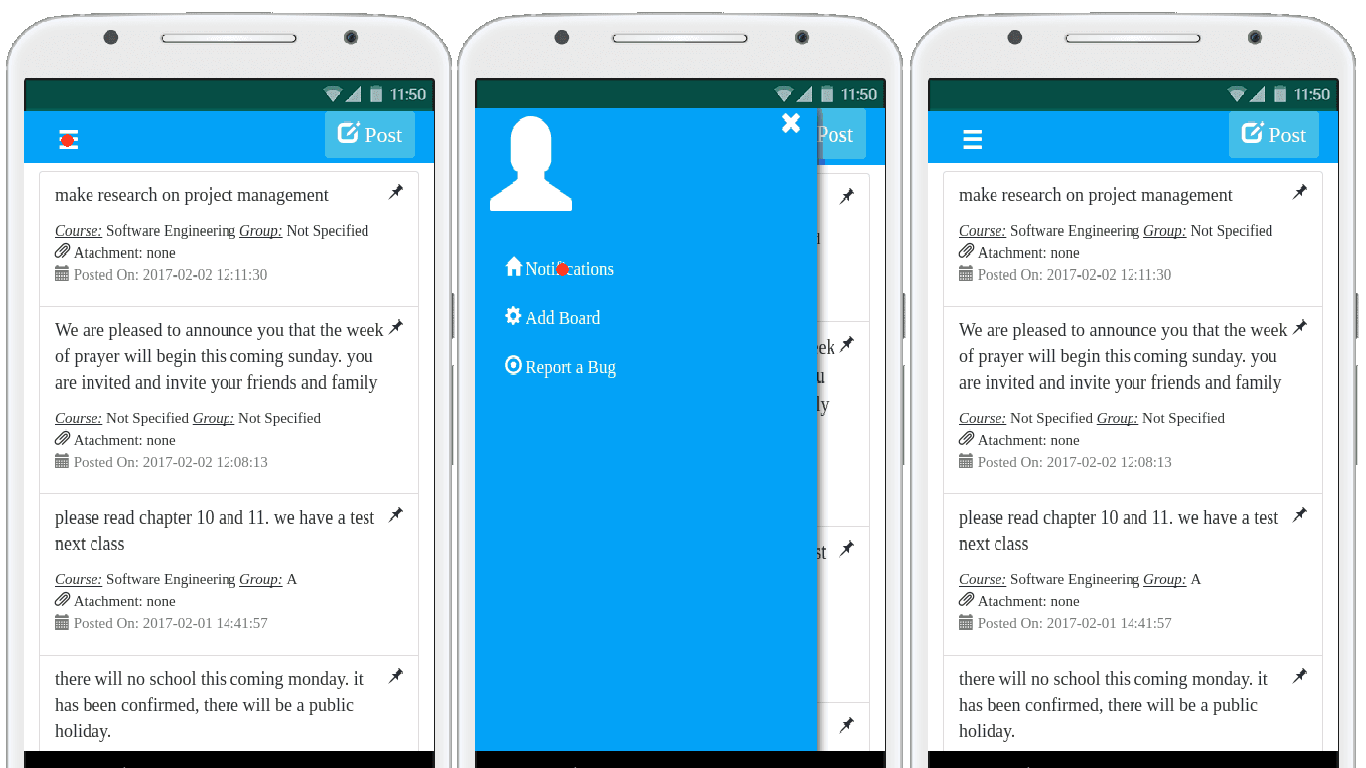 11:50
Post
make research on project management
Course: Software Engineering Group: Not Specified
Atachment: none
Posted On: 2017-02-02 12:11:30
We are pleased to announce you that the week
of prayer will begin this coming sunday. you
are invited and invite your friends and family
Course: Not Specified Group: Not Specified
Atachment: none
Posted On: 2017-02-02 12:08:13
please read chapter 10 and 11. we have a test
next class
Course: Software Engineering Group: A
Atachment: none
Posted On: 2017-02-01 14:41:57
there will no school this coming monday. it
has been confirmed, there will be a public
holiday.
11:50
Post
Notifications
Add Board
Report a Bug
11:50
Post
make research on project management
Course: Software Engineering Group: Not Specified
Atachment: none
Posted On: 2017-02-02 12:11:30
We are pleased to announce you that the week
of prayer will begin this coming sunday. you
are invited and invite your friends and family
Course: Not Specified Group: Not Specified
Atachment: none
Posted On: 2017-02-02 12:08:13
please read chapter 10 and 11. we have a test
next class
Course: Software Engineering Group: A
Atachment: none
Posted On: 2017-02-01 14:41:57
there will no school this coming monday. it
has been confirmed, there will be a public
holiday.